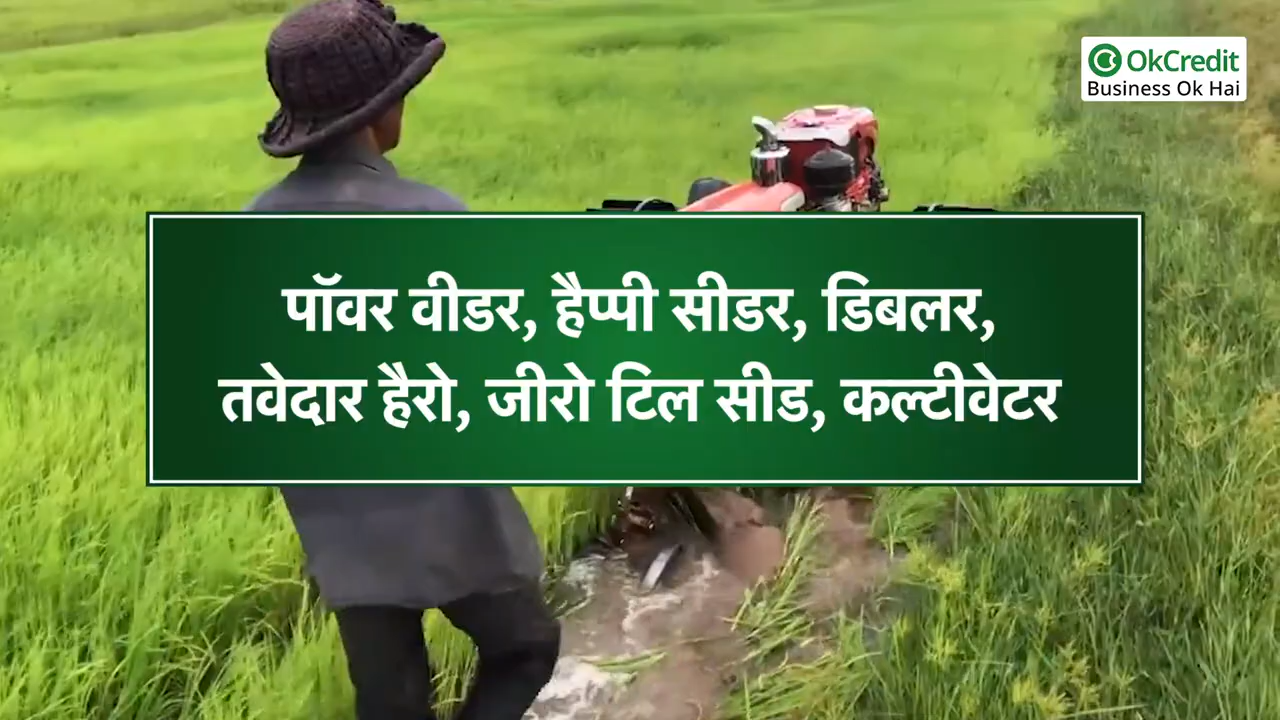 OkCredit
Business Ok Hai
पॉवर वीडर, हैप्पी सीडर, डिबलर,
तवेदार हैरो, जीरो टिल सीड, कल्टीवेटर